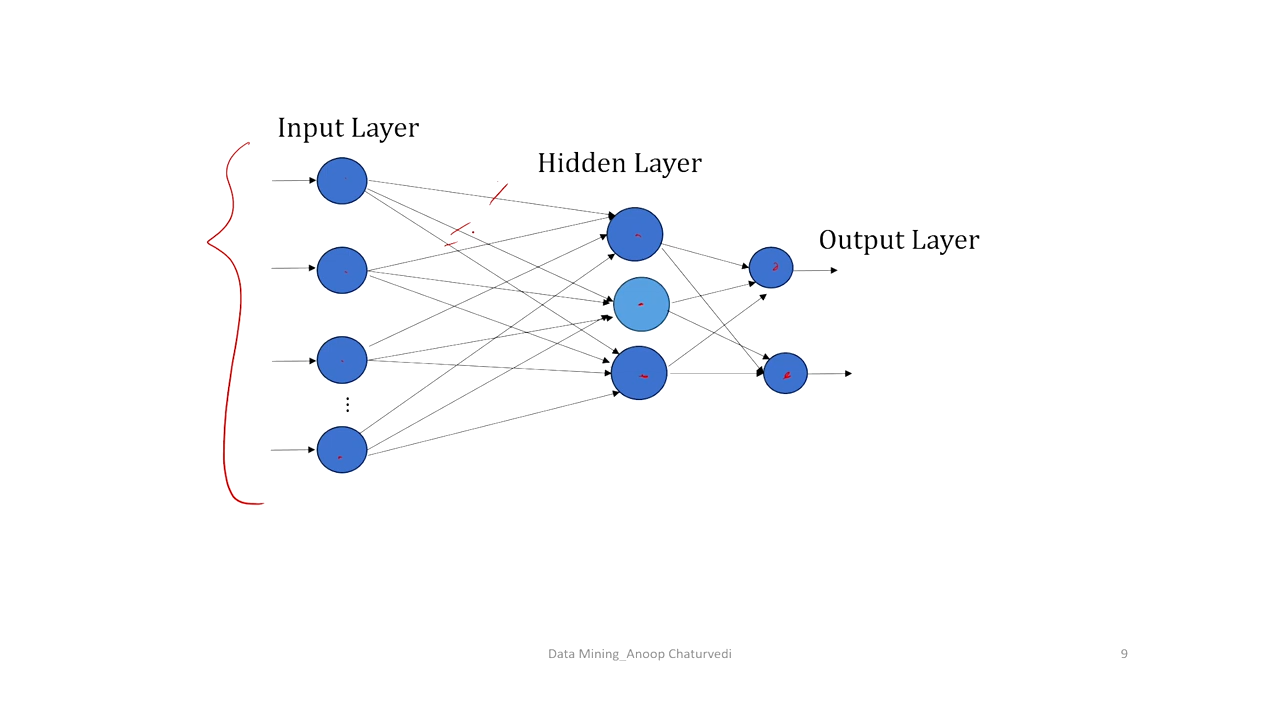 Input Layer
Hidden Layer
Output Layer
⋮
Data Mining_Anoop Chaturvedi
9